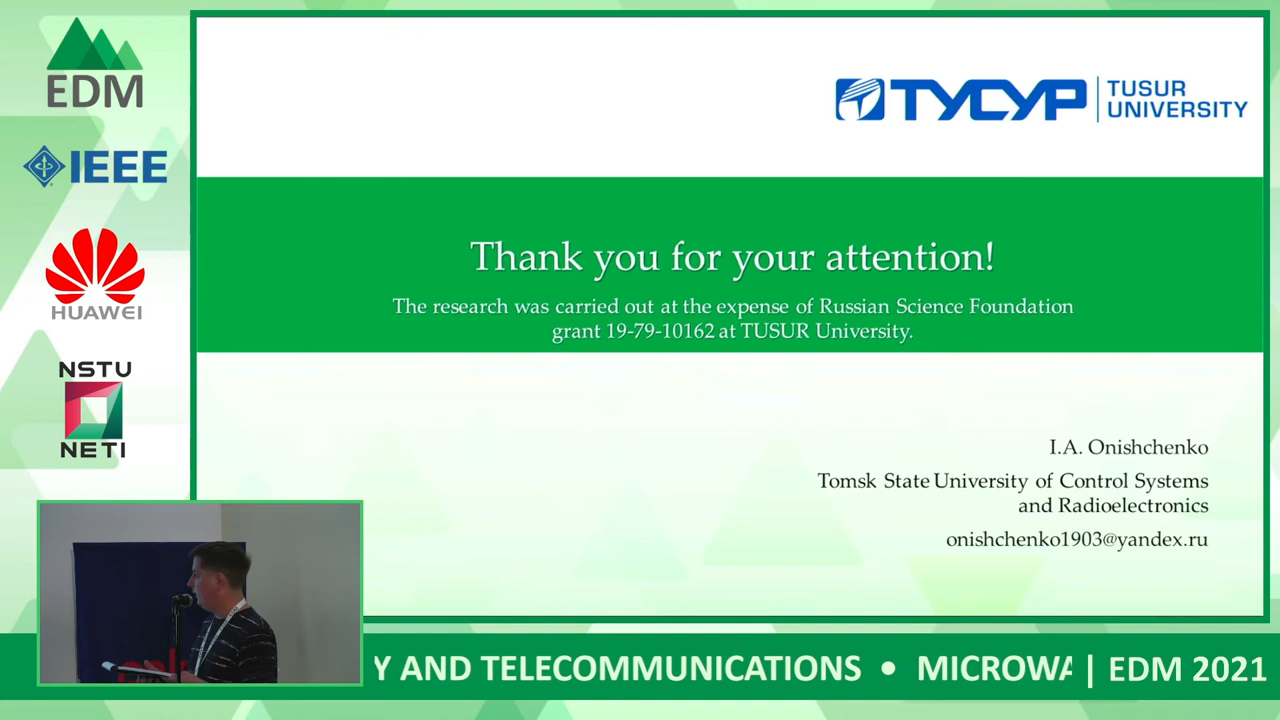 EDM
IEEE
HUAWEI
NSTU
NETI
ТУСУР
TUSUR
UNIVERSITY
Thank you for your attention!
The research was carried out at the expense of Russian Science Foundation
grant 19-79-10162 at TUSUR University.
I.A. Onishchenko
Tomsk State University of Control Systems
and Radioelectronics
onishchenko1903@yandex.ru
Y AND TELECOMMUNICATIONS • MICROWA | EDM 2021